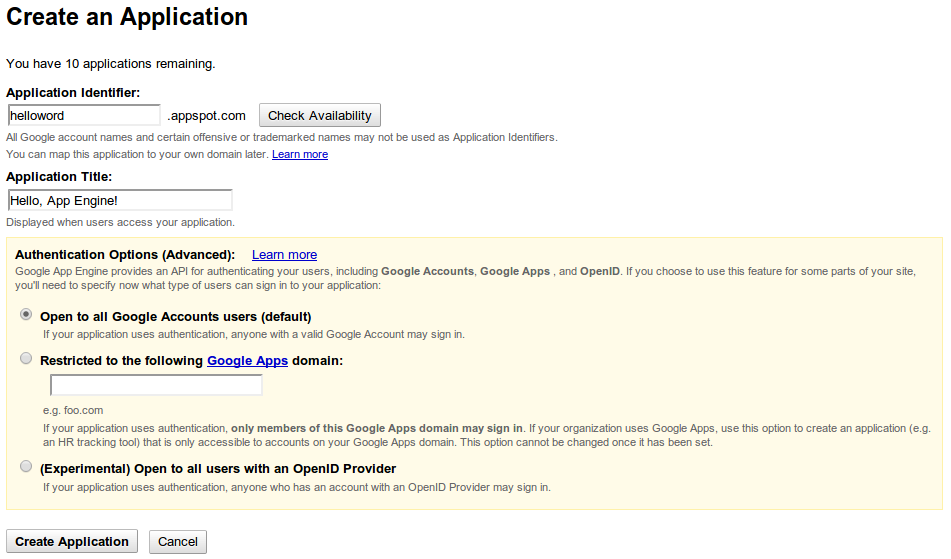 Create an Application
You have 10 applications remaining.
Application Identifier:
helloword .appspot.com Check Availability
All Google account names and certain offensive or trademarked names may not be used as Application Identifiers.
You can map this application to your own domain later. Learn more
Application Title:
Hello, App Engine!
Displayed when users access your application.
Authentication Options (Advanced): Learn more
Google App Engine provides an API for authenticating your users, including Google Accounts, Google Apps , and OpenID. If you choose to use this feature for some parts of your site,
you'll need to specify now what type of users can sign in to your application:
Open to all Google Accounts users (default)
If your application uses authentication, anyone with a valid Google Account may sign in.
Restricted to the following Google Apps domain:
e.g. foo.com
If your application uses authentication, only members of this Google Apps domain may sign in. If your organization uses Google Apps, use this option to create an application (e.g.
an HR tracking tool) that is only accessible to accounts on your Google Apps domain. This option cannot be changed once it has been set.
(Experimental) Open to all users with an OpenID Provider
If your application uses authentication, anyone who has an account with an OpenID Provider may sign in.
Create Application Cancel